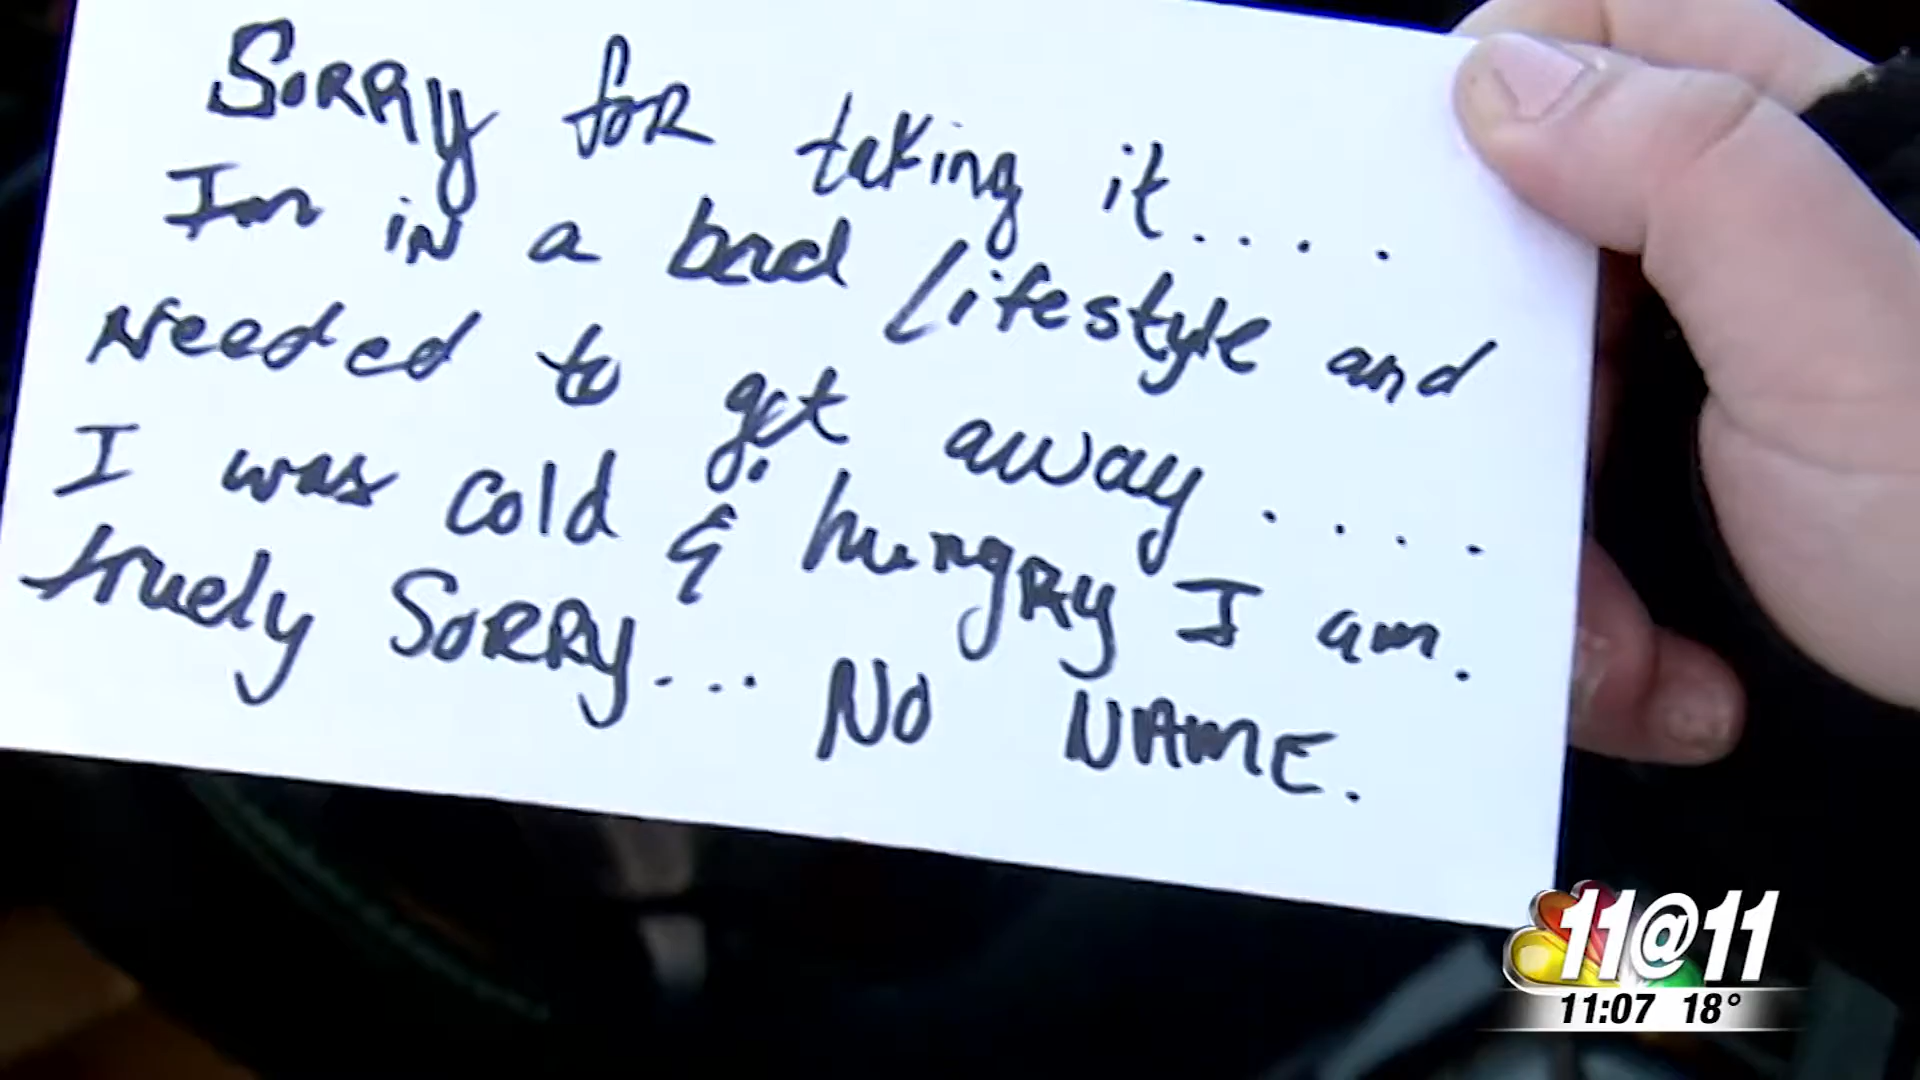 SORRY for taking it....
Im iN a bad Lifestyle and
Needed to get away....
I was cold & hungRy I am.
truely SORRy... NO NAME.
11@11
11:07 18°